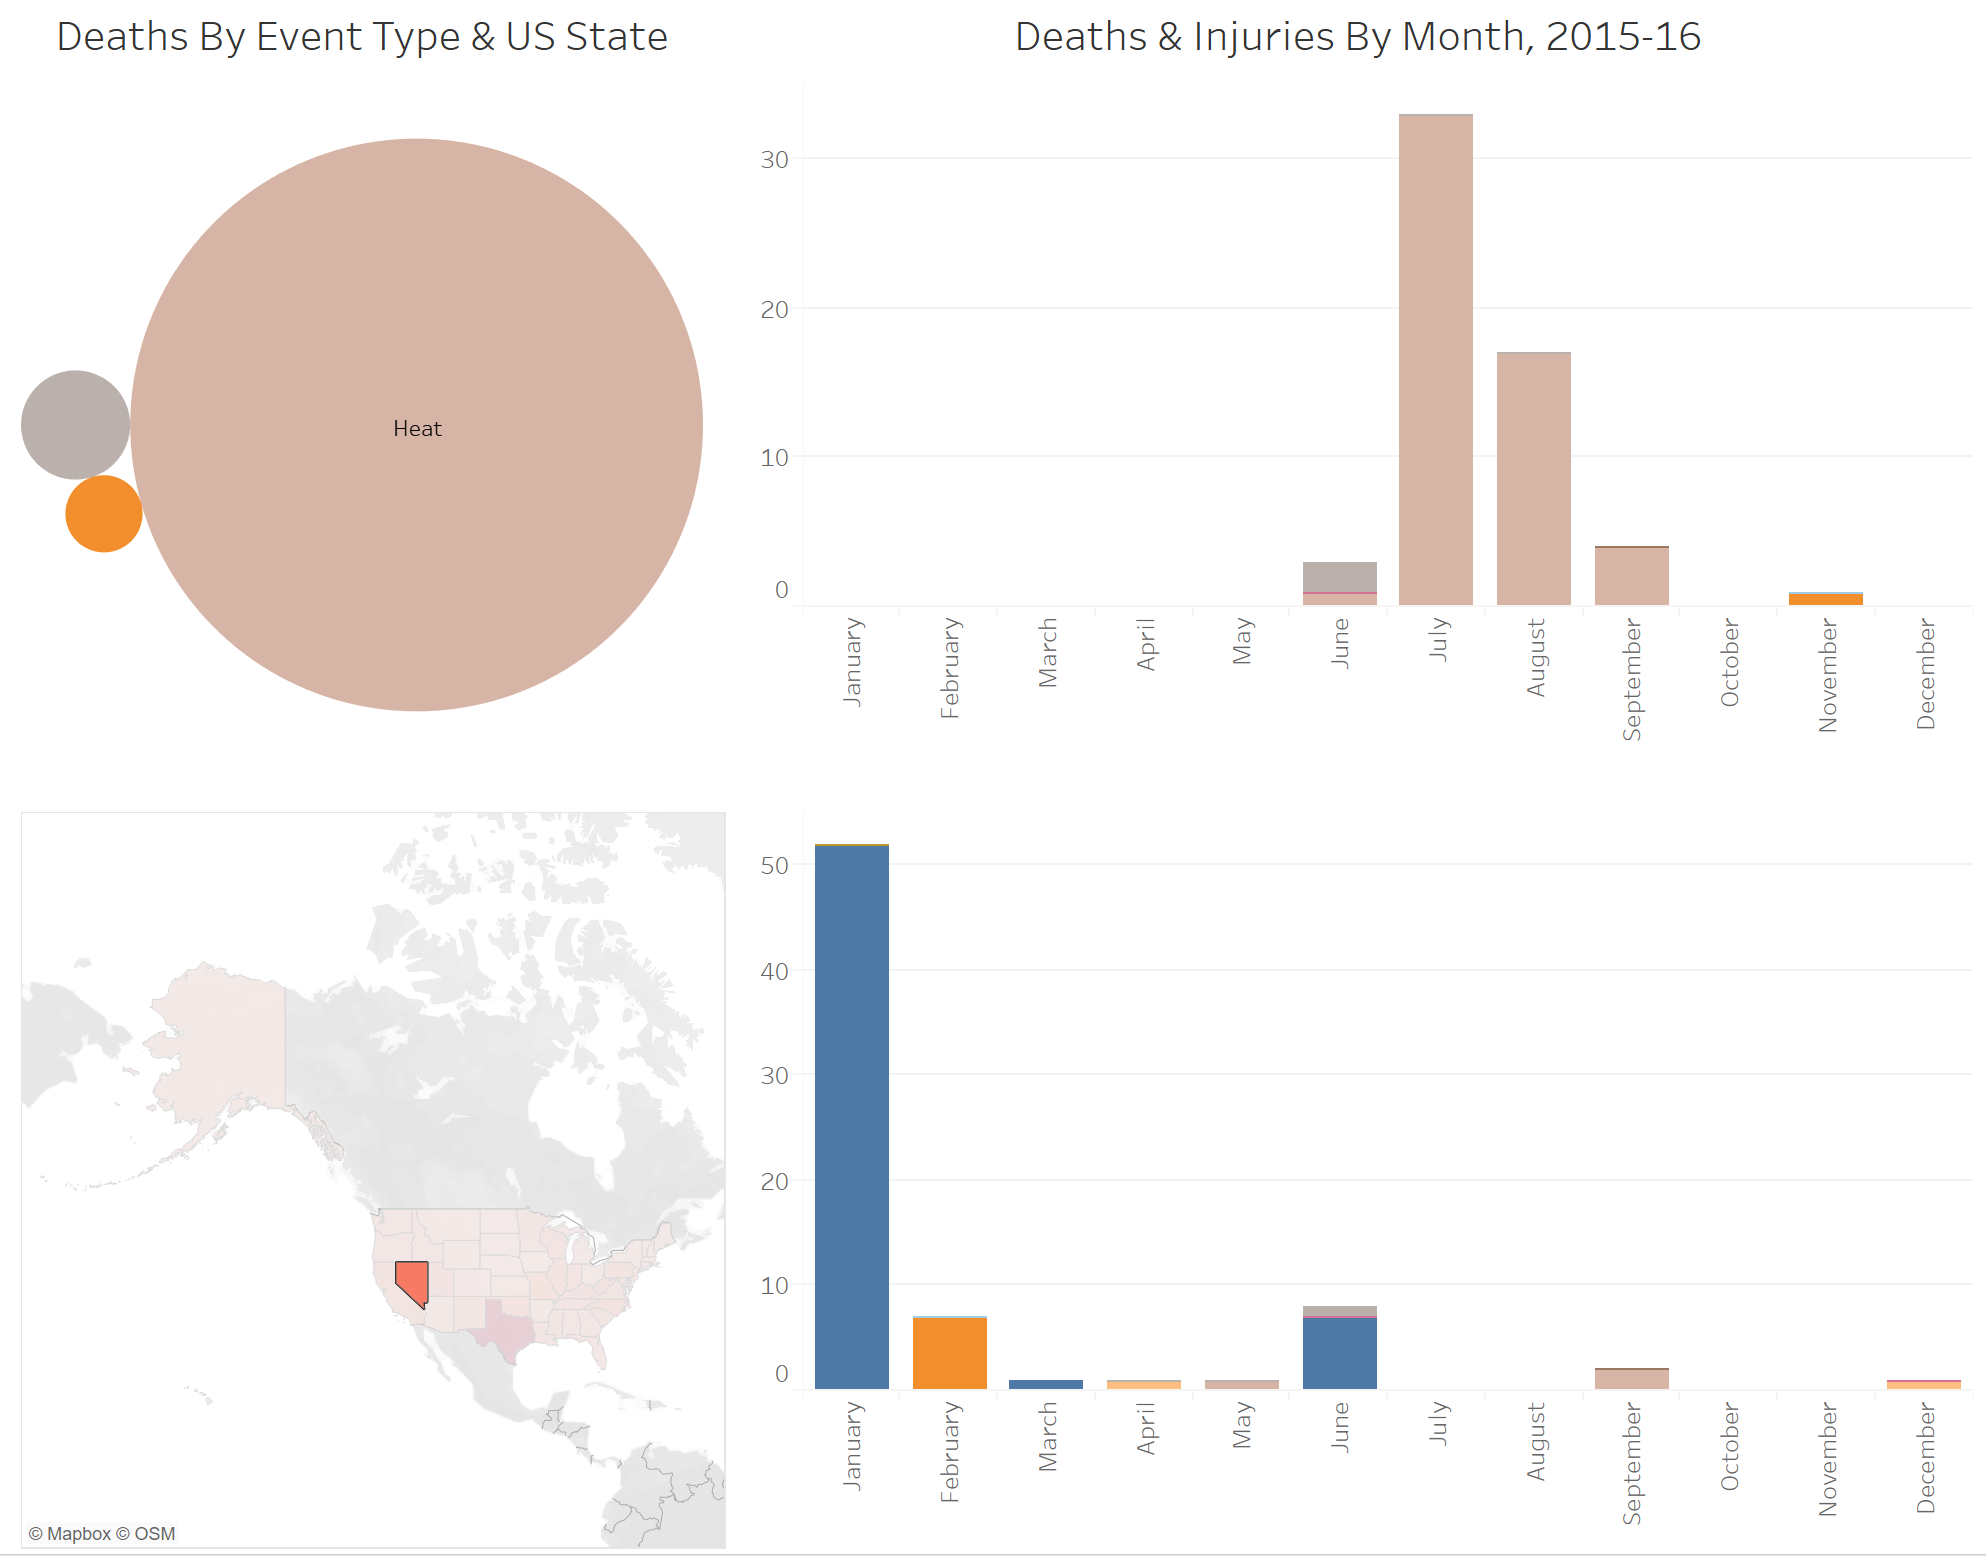 Deaths By Event Type & US State
Heat
Deaths & Injuries By Month, 2015-16
30
20
10
0
January
February
March
April
May
June
July
August
September
October
November
December
© Mapbox © OSM
50
40
30
20
10
0
January
February
March
April
May
June
July
August
September
October
November
December